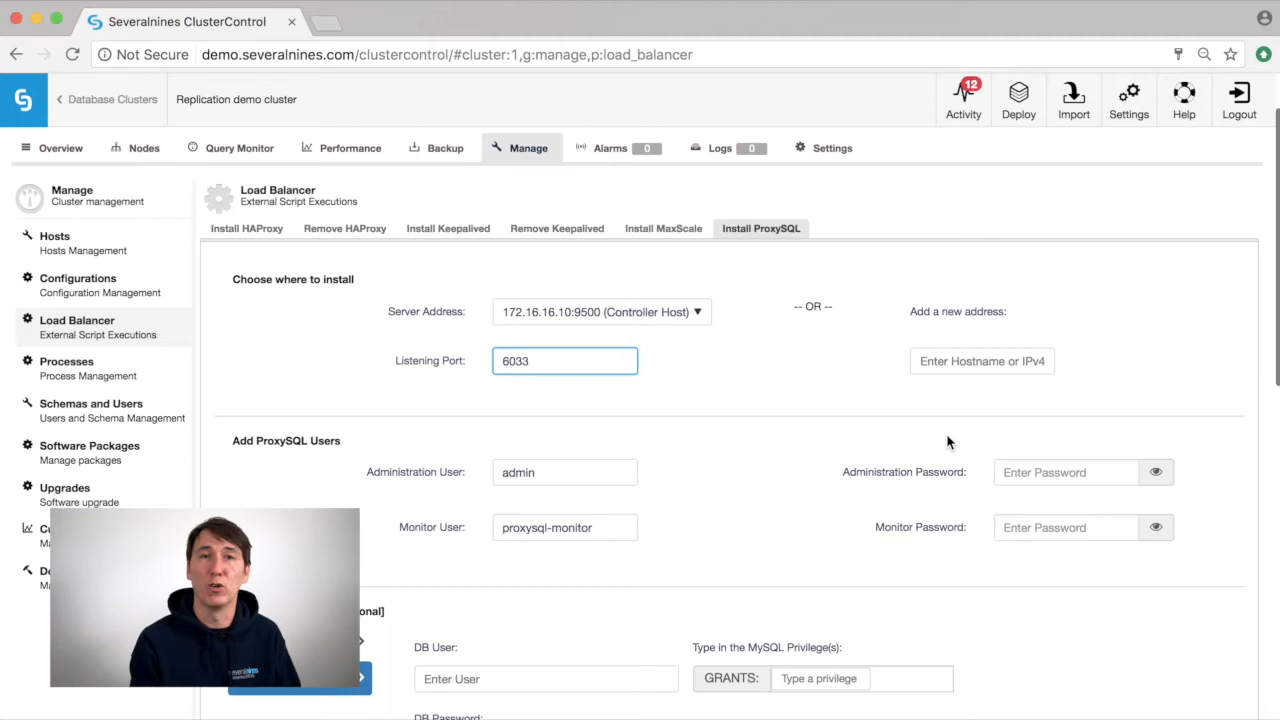 Severalnines ClusterControl
Not Secure demo.severalnines.com/clustercontrol/#cluster:1,g:manage,p:load_balancer
Database Clusters
Replication demo cluster
12
Activity
Deploy
Import
Settings
Help
Logout
Overview
Nodes
Query Monitor
Performance
Backup
Manage
Alarms 0
Logs 0
Settings
Manage
Cluster management
Hosts
Hosts Management
Configurations
Configuration Management
Load Balancer
External Script Executions
Processes
Process Management
Schemas and Users
Users and Schema Management
Software Packages
Manage packages
Upgrades
Software upgrade
Load Balancer
External Script Executions
Install HAProxy
Remove HAProxy
Install Keepalived
Remove Keepalived
Install MaxScale
Install ProxySQL
Choose where to install
Server Address: 172.16.16.10:9500 (Controller Host)
-- OR --
Add a new address:
Listening Port: 6033
Enter Hostname or IPv4
Add ProxySQL Users
Administration User: admin
Administration Password: Enter Password
Monitor User: proxysql-monitor
Monitor Password: Enter Password
onal]
DB User:
Type in the MySQL Privilege(s):
Enter User
GRANTS: Type a privilege
DB Password: